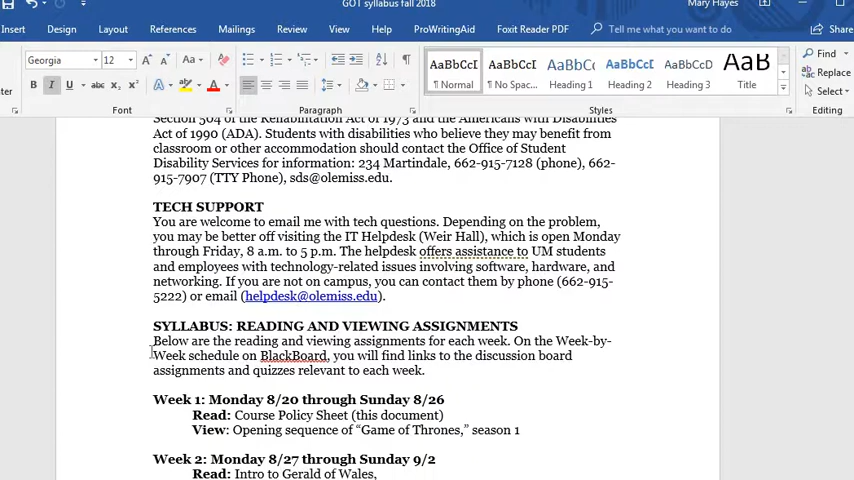 GOT syllabus fall 2018
Mary Hayes
Insert Design Layout References Mailings Review View Help ProWritingAid Foxit Reader PDF Tell me what you want to do Share
Georgia 12 A A Aa
AaBbCcI AaBbCcI AaBbCc AaBbCcI AaBbCcD AaBb
Find
Replace
Select
B I U abc x₂ x² A A
¶ Normal ¶ No Spac... Heading 1 Heading 2 Heading 3 Title
Font Paragraph Styles Editing
Section 504 of the Rehabilitation Act of 1973 and the Americans with Disabilities
Act of 1990 (ADA). Students with disabilities who believe they may benefit from
classroom or other accommodation should contact the Office of Student
Disability Services for information: 234 Martindale, 662-915-7128 (phone), 662-
915-7907 (TTY Phone), sds@olemiss.edu.
TECH SUPPORT
You are welcome to email me with tech questions. Depending on the problem,
you may be better off visiting the IT Helpdesk (Weir Hall), which is open Monday
through Friday, 8 a.m. to 5 p.m. The helpdesk offers assistance to UM students
and employees with technology-related issues involving software, hardware, and
networking. If you are not on campus, you can contact them by phone (662-915-
5222) or email (helpdesk@olemiss.edu).
SYLLABUS: READING AND VIEWING ASSIGNMENTS
Below are the reading and viewing assignments for each week. On the Week-by-
Week schedule on BlackBoard, you will find links to the discussion board
assignments and quizzes relevant to each week.
Week 1: Monday 8/20 through Sunday 8/26
Read: Course Policy Sheet (this document)
View: Opening sequence of “Game of Thrones,” season 1
Week 2: Monday 8/27 through Sunday 9/2
Read: Intro to Gerald of Wales,